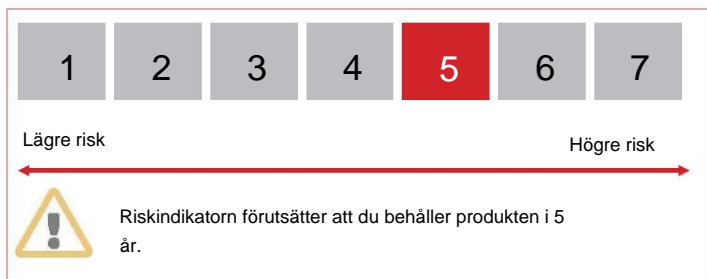 1 2 3 4 5 6 7
Lägre risk Högre risk
Riskindikatorn förutsätter att du behåller produkten i 5
år.